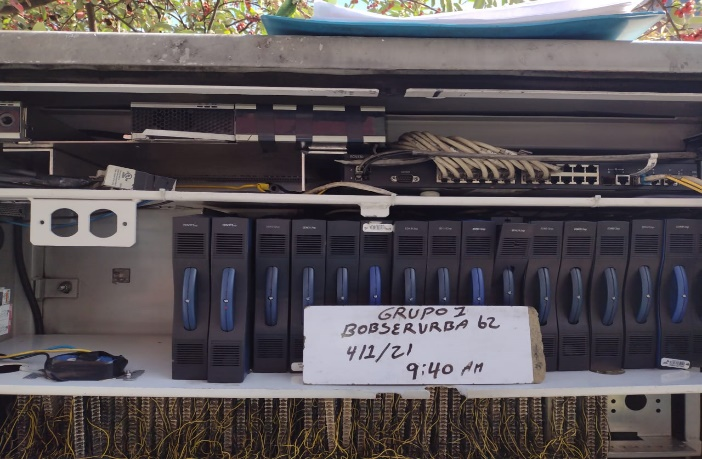 GRUPO 1
BOBSERURBA 62
4/1/21
9:40 AM